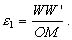 ε₁ = WW′ / OM .